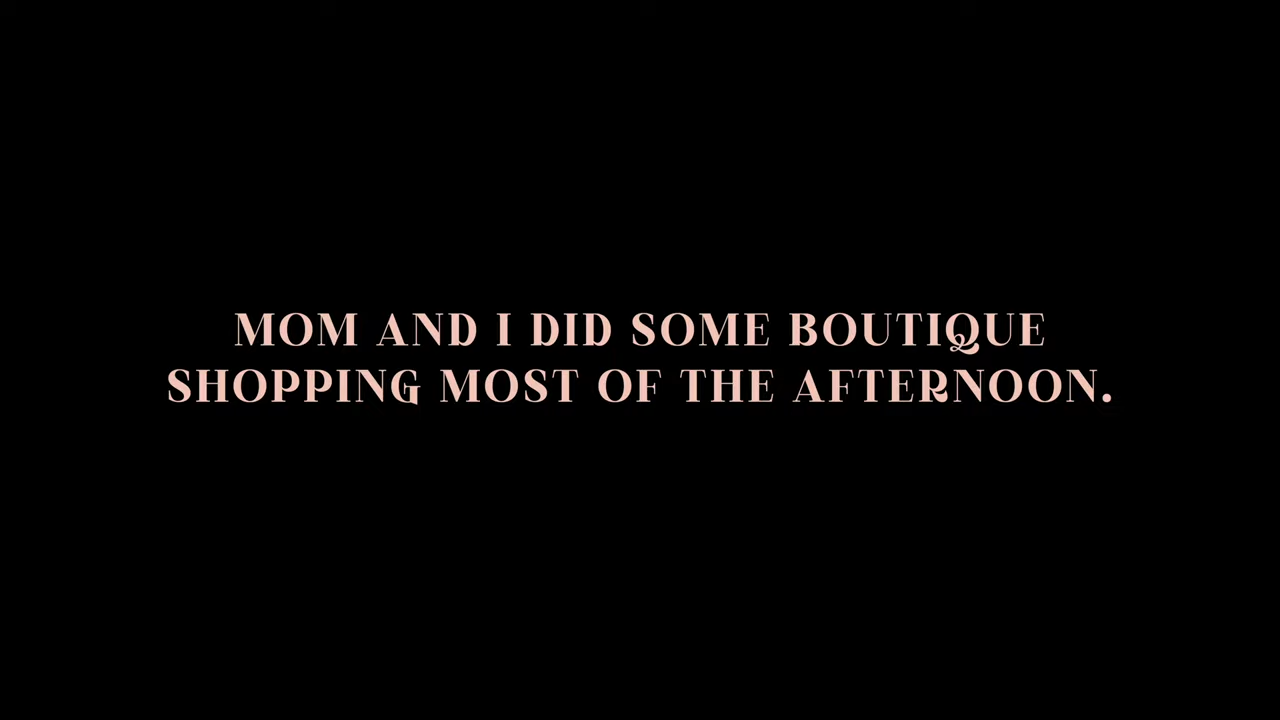 MOM AND I DID SOME BOUTIQUE
SHOPPING MOST OF THE AFTERNOON.